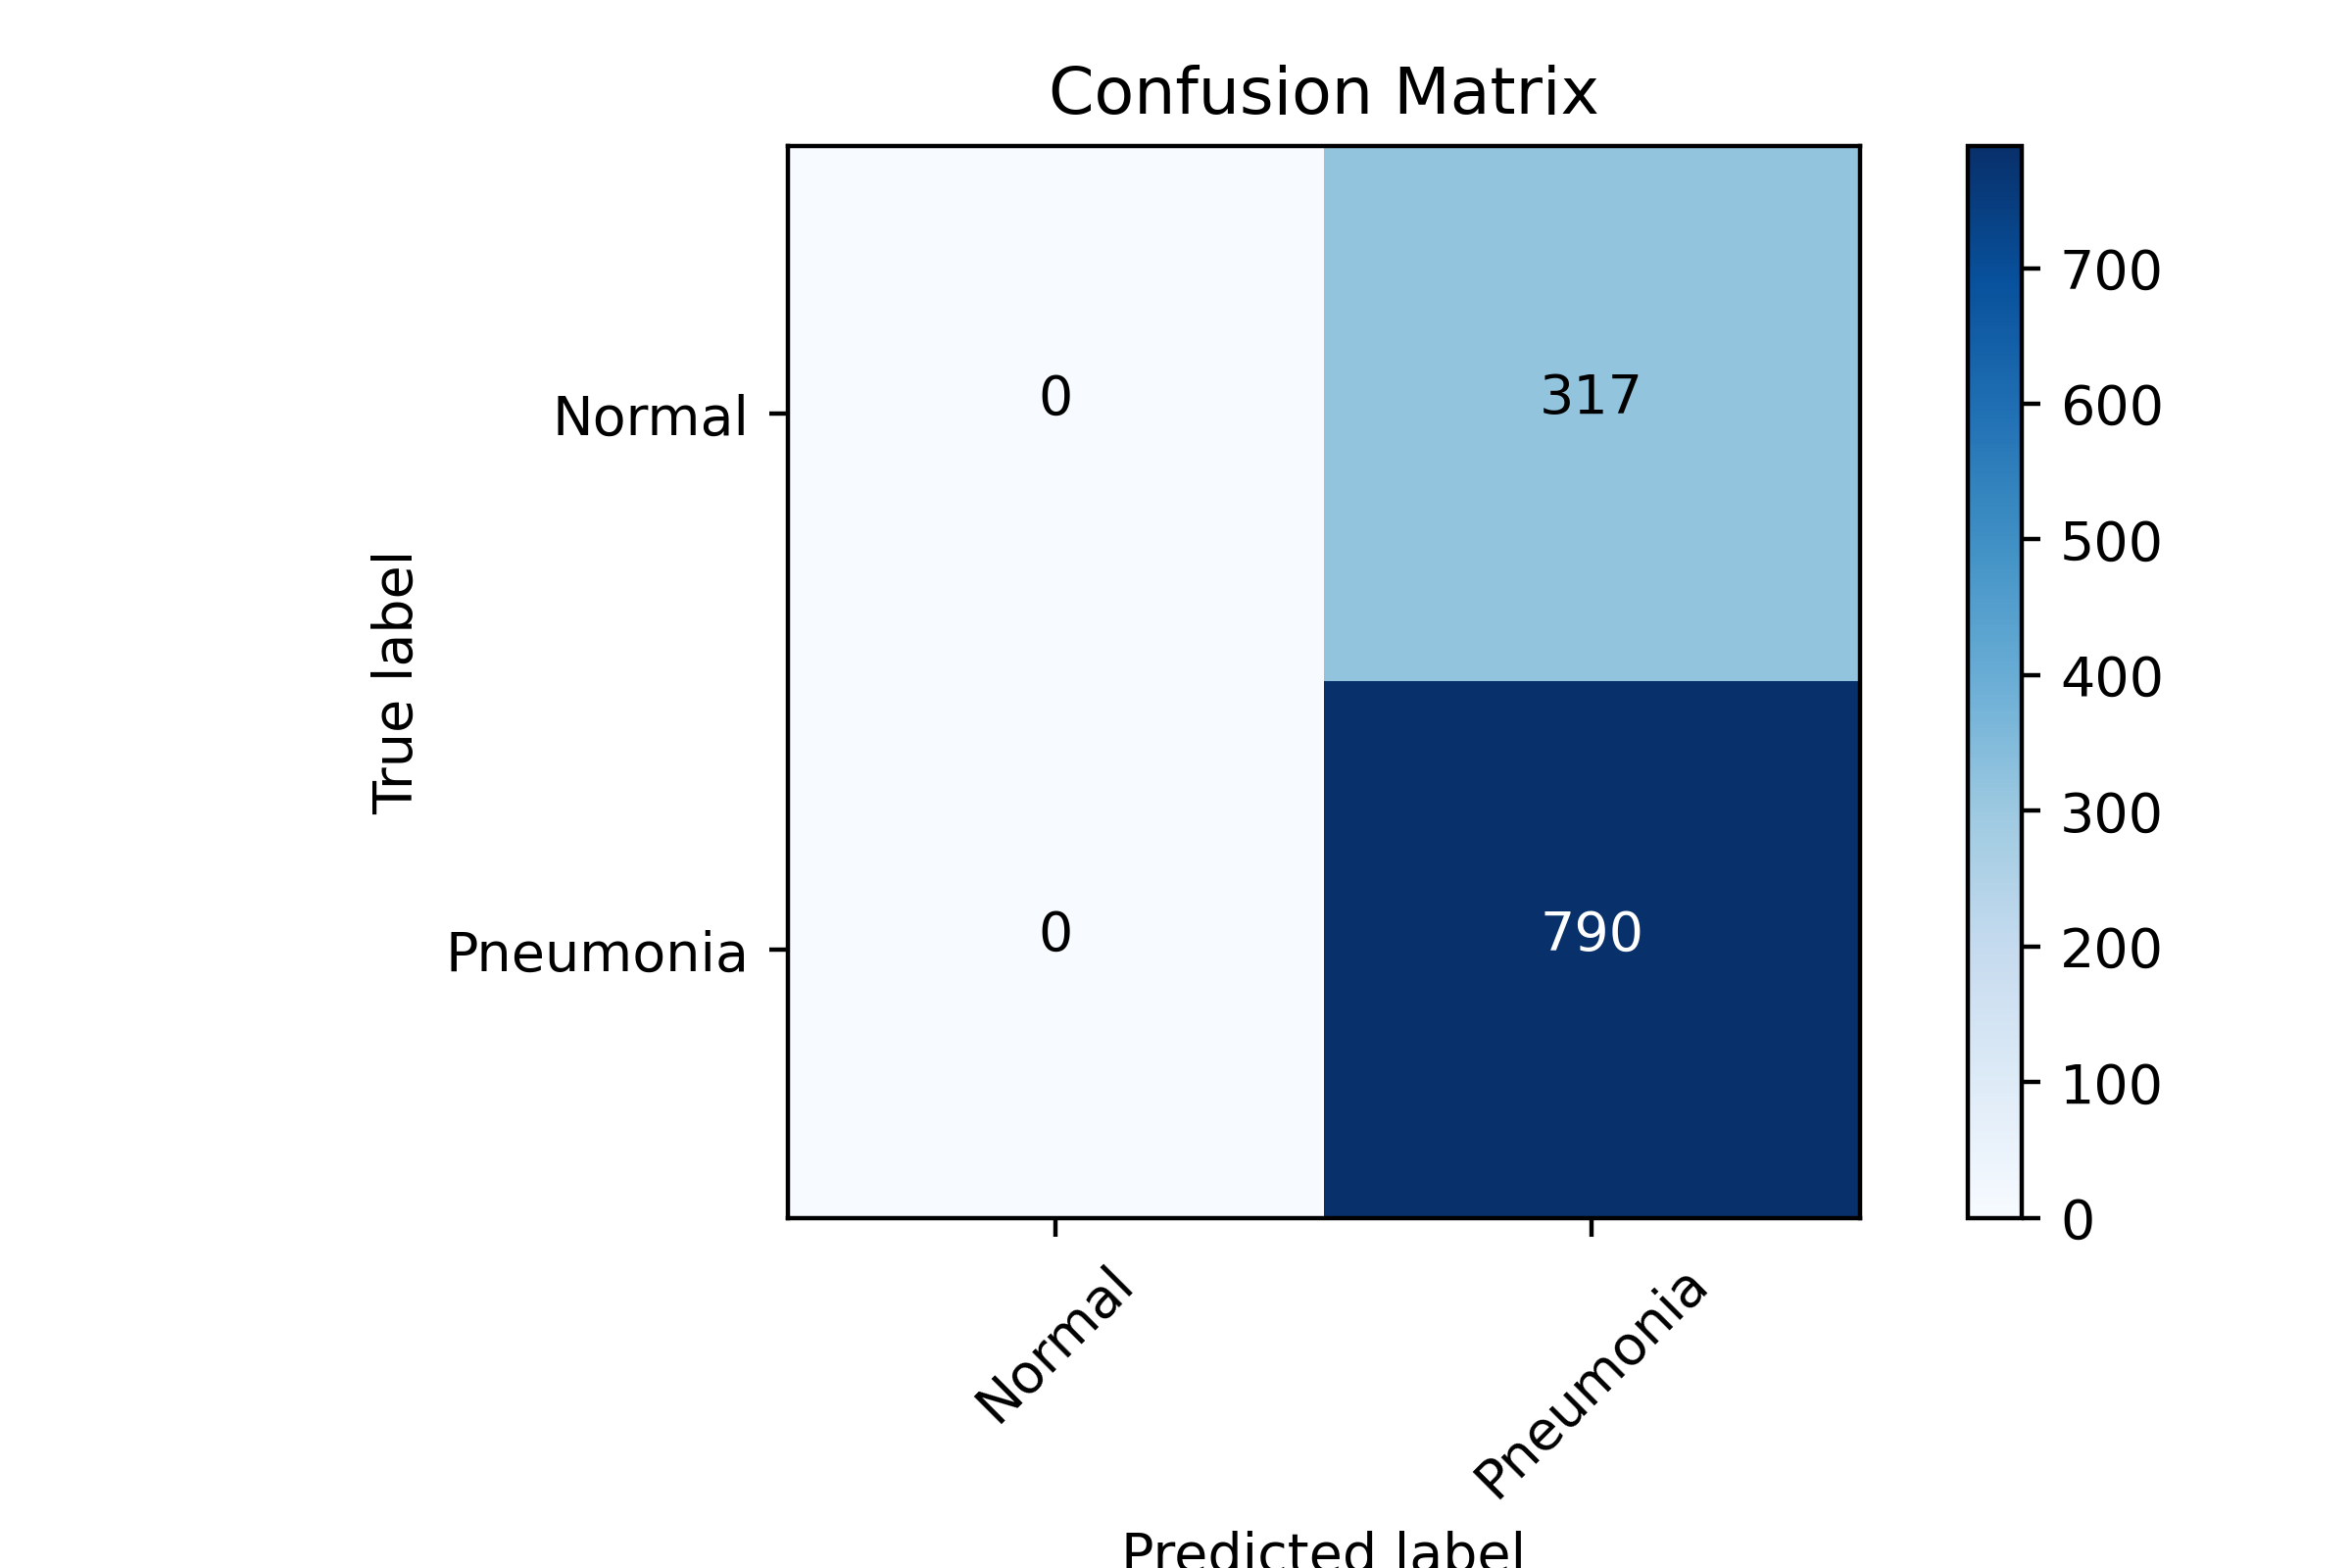 Confusion Matrix
Normal
0
317
True label
Pneumonia
0
790
700
600
500
400
300
200
100
0
Normal
Pneumonia
Predicted label